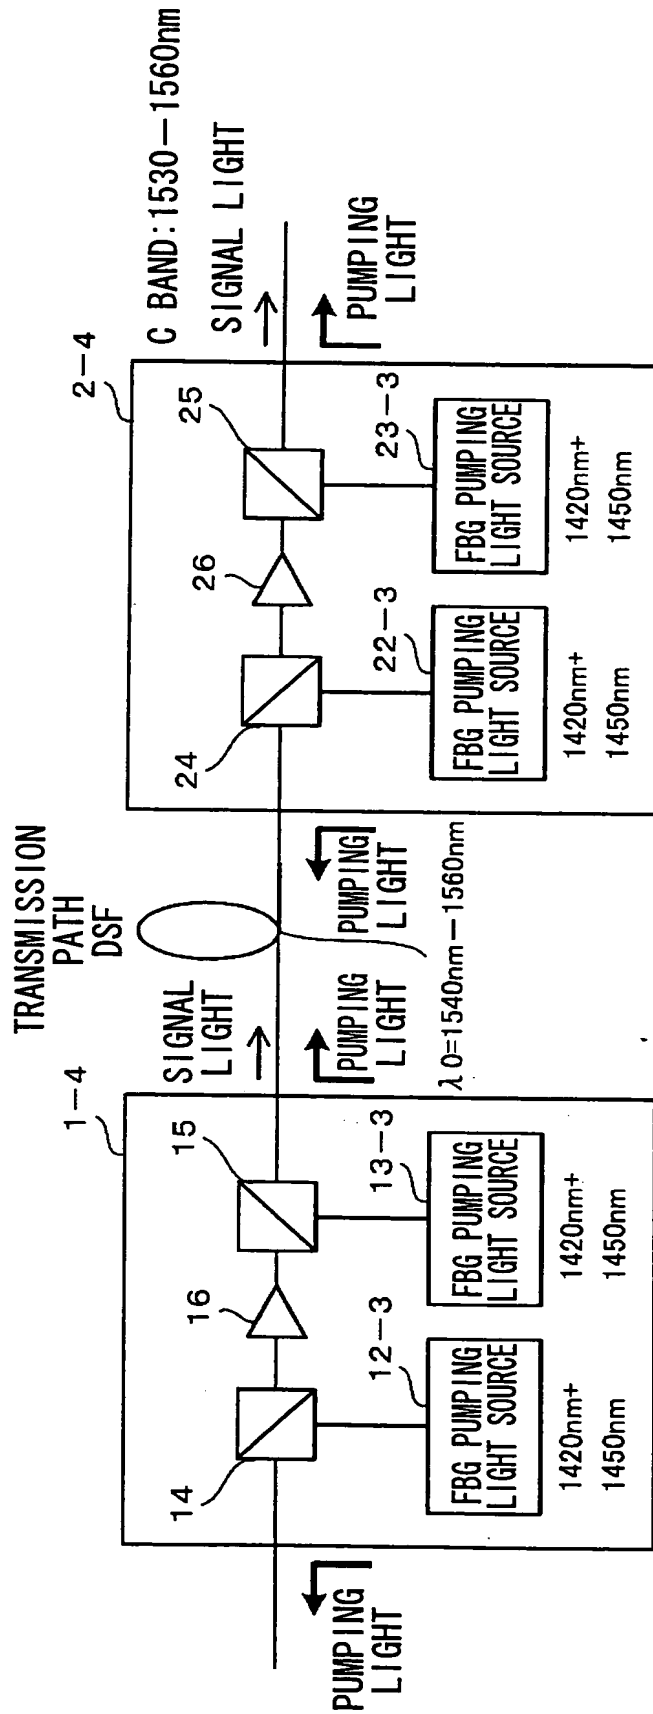 TRANSMISSION
PATH
DSF
C BAND:1530-1560nm
SIGNAL LIGHT
PUMPING
LIGHT
2-4
25
26
24
23-3
22-3
FBG PUMPING
LIGHT SOURCE
1420nm+
1450nm
FBG PUMPING
LIGHT SOURCE
1420nm+
1450nm
PUMPING
LIGHT
λ0=1540nm-1560nm
SIGNAL
LIGHT
PUMPING
LIGHT
1-4
15
16
14
13-3
12-3
FBG PUMPING
LIGHT SOURCE
1420nm+
1450nm
FBG PUMPING
LIGHT SOURCE
1420nm+
1450nm
PUMPING
LIGHT